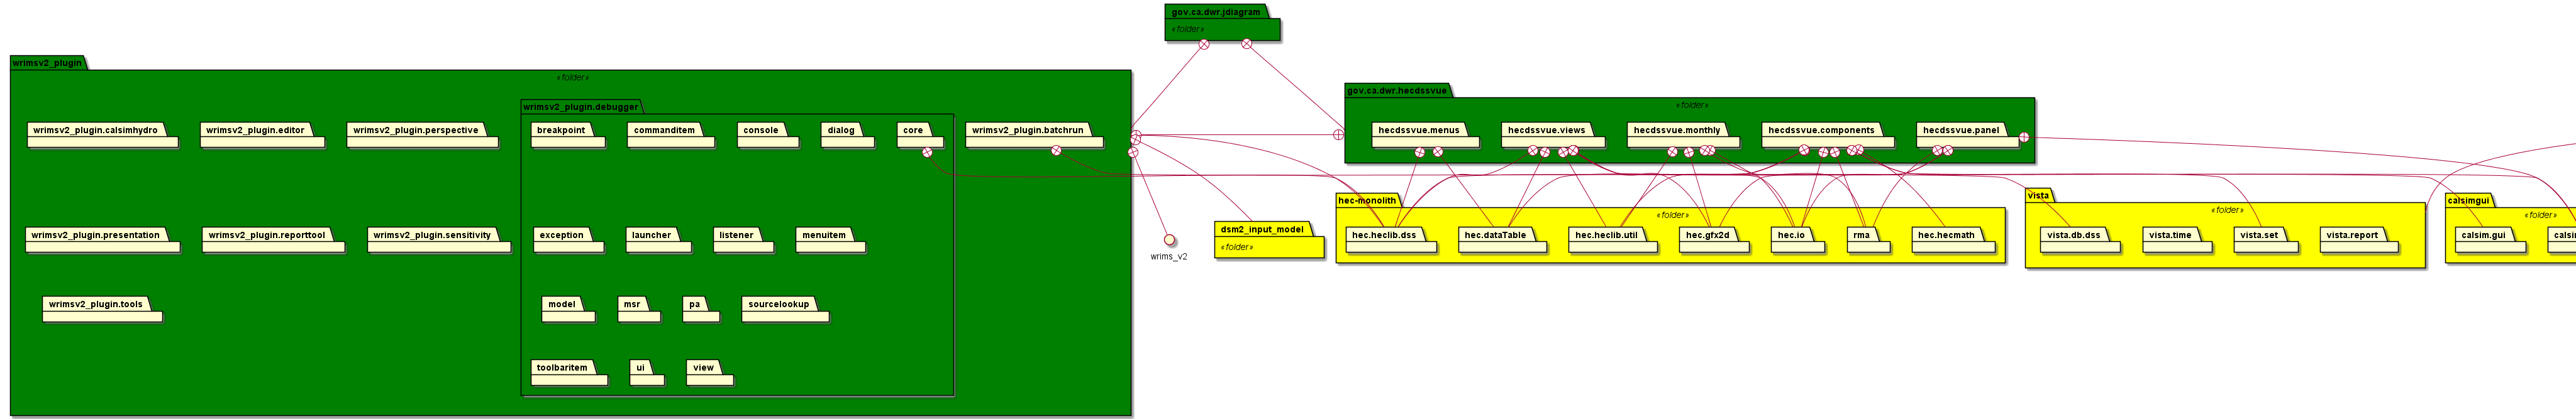 gov.ca.dwr.jdiagram
«folder»
wrimsv2_plugin
«folder»
wrimsv2_plugin.calsimhydro
wrimsv2_plugin.editor
wrimsv2_plugin.perspective
wrimsv2_plugin.debugger
breakpoint
commanditem
console
dialog
core
wrimsv2_plugin.batchrun
wrimsv2_plugin.presentation
wrimsv2_plugin.reporttool
wrimsv2_plugin.sensitivity
exception
launcher
listener
menuitem
wrimsv2_plugin.tools
model
msr
pa
sourcelookup
toolbaritem
ui
view
gov.ca.dwr.hecdssvue
«folder»
hecdssvue.menus
hecdssvue.views
hecdssvue.monthly
hecdssvue.components
hecdssvue.panel
wrims_v2
dsm2_input_model
«folder»
hec-monolith
«folder»
hec.heclib.dss
hec.dataTable
hec.heclib.util
hec.gfx2d
hec.io
rma
hec.hecmath
vista
«folder»
vista.db.dss
vista.time
vista.set
vista.report
calsimgui
«folder»
calsim.gui